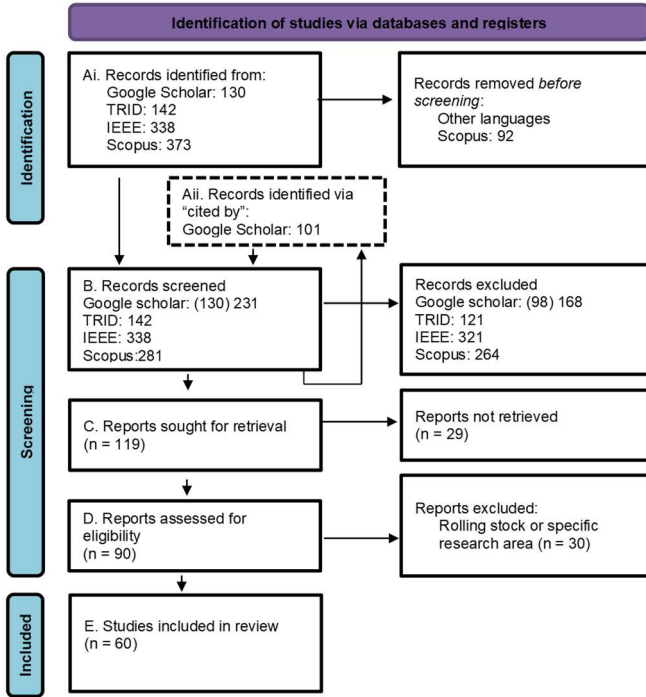 Identification of studies via databases and registers
Identification
Ai. Records identified from:
Google Scholar: 130
TRID: 142
IEEE: 338
Scopus: 373
Records removed before
screening:
Other languages
Scopus: 92
Aii. Records identified via
“cited by”:
Google Scholar: 101
Screening
B. Records screened
Google scholar: (130) 231
TRID: 142
IEEE: 338
Scopus:281
Records excluded
Google scholar: (98) 168
TRID: 121
IEEE: 321
Scopus: 264
C. Reports sought for retrieval
(n = 119)
Reports not retrieved
(n = 29)
D. Reports assessed for
eligibility
(n = 90)
Reports excluded:
Rolling stock or specific
research area (n = 30)
Included
E. Studies included in review
(n = 60)